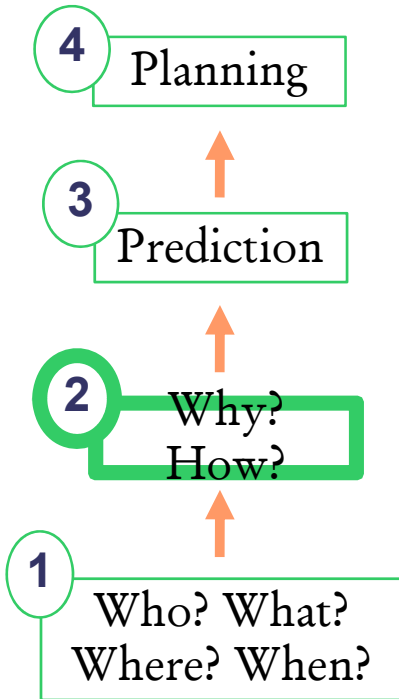 4
Planning
3
Prediction
2
Why?
How?
1
Who? What?
Where? When?